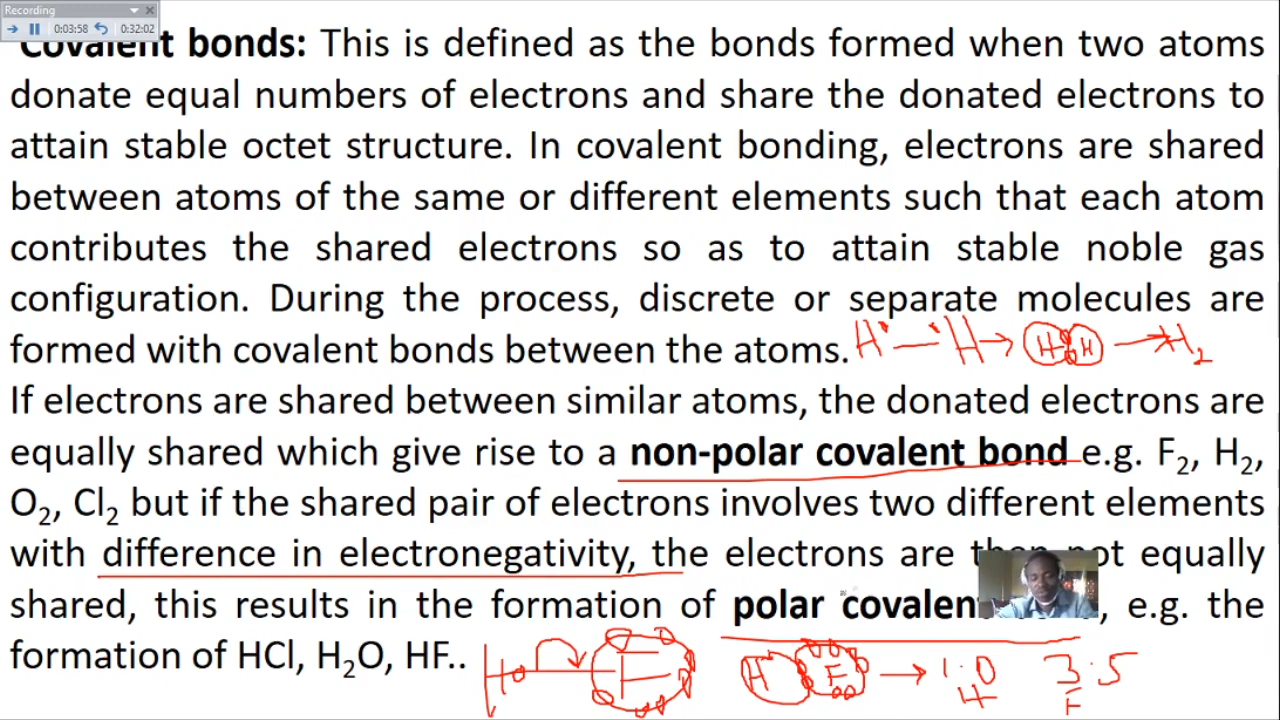 Recording
0:03:58 0:32:02
Covalent bonds: This is defined as the bonds formed when two atoms
donate equal numbers of electrons and share the donated electrons to
attain stable octet structure. In covalent bonding, electrons are shared
between atoms of the same or different elements such that each atom
contributes the shared electrons so as to attain stable noble gas
configuration. During the process, discrete or separate molecules are
formed with covalent bonds between the atoms. H — H → H H → H₂
If electrons are shared between similar atoms, the donated electrons are
equally shared which give rise to a non-polar covalent bond e.g. F₂, H₂,
O₂, Cl₂ but if the shared pair of electrons involves two different elements
with difference in electronegativity, the electrons are then not equally
shared, this results in the formation of polar covalent , e.g. the
formation of HCl, H₂O, HF..
H F H F → 1.0 3.5
H F